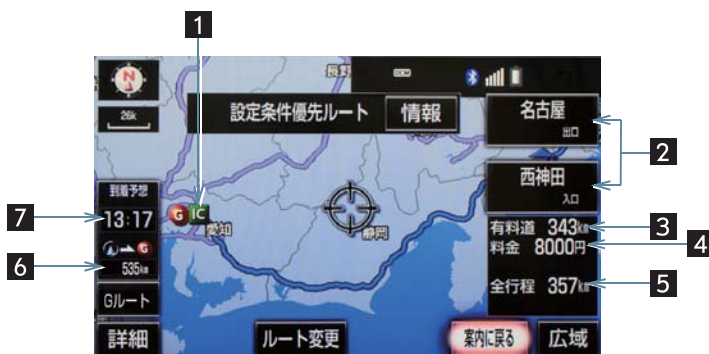 1
長野
DCM
N
26k
設定条件優先ルート
情報
名古屋
出口
2
西神田
入口
到着予想
7
13:17
G
IC
愛知
静岡
有料道 343km
3
料金 8000円
4
G
6
535km
全行程 357km
5
Gルート
詳細
ルート変更
案内に戻る
広域